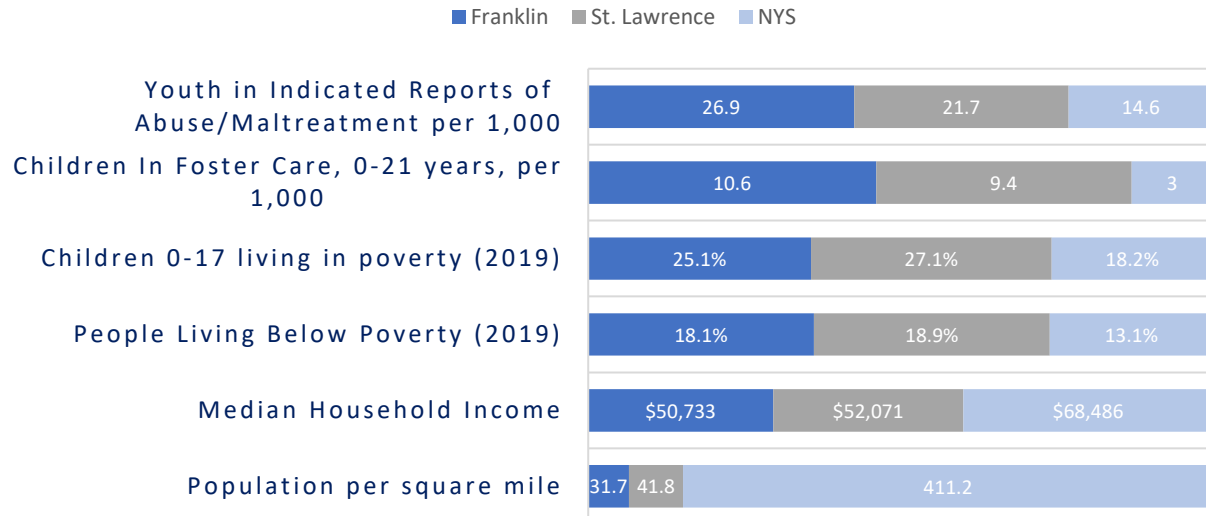 Franklin St. Lawrence NYS
Youth in Indicated Reports of
Abuse/Maltreatment per 1,000
26.9 21.7 14.6
Children In Foster Care, 0-21 years, per
1,000
10.6 9.4 3
Children 0-17 living in poverty (2019)
25.1% 27.1% 18.2%
People Living Below Poverty (2019)
18.1% 18.9% 13.1%
Median Household Income
$50,733 $52,071 $68,486
Population per square mile
31.7 41.8 411.2